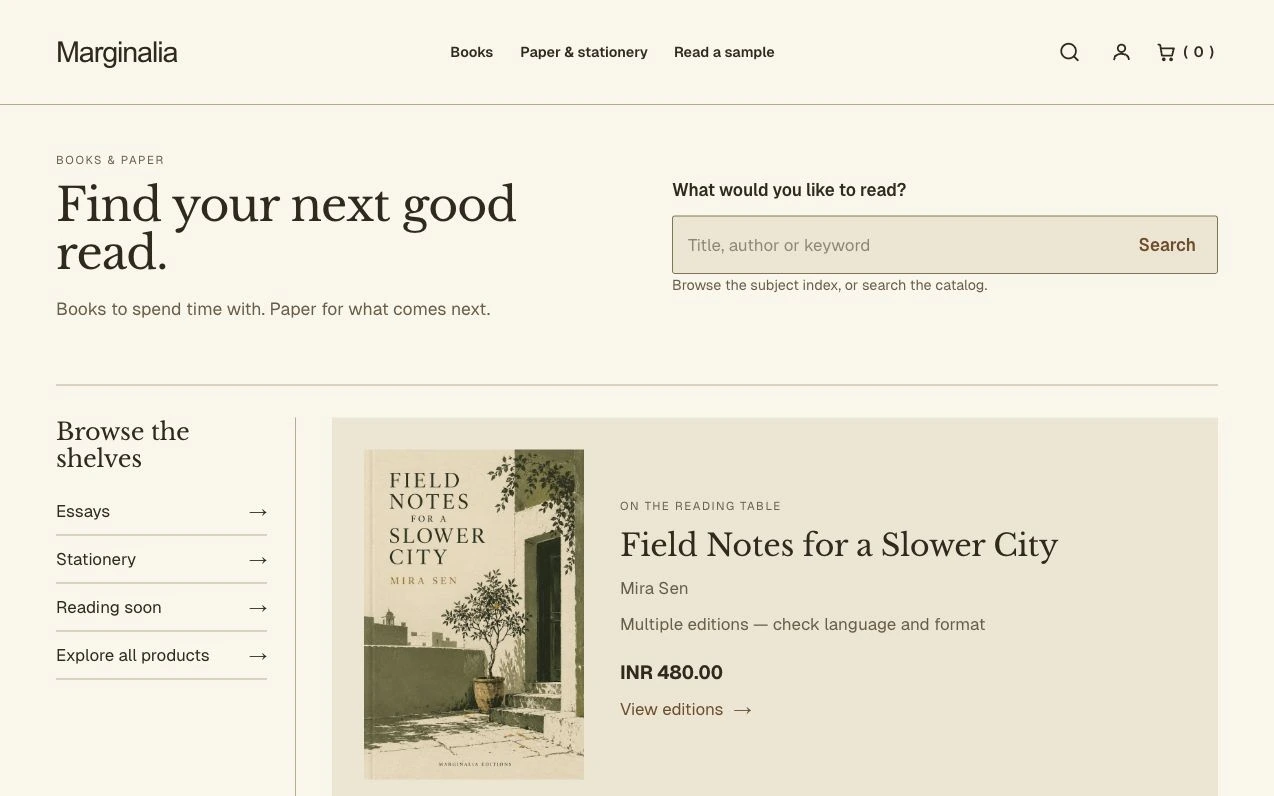 Marginalia
Books
Paper & stationery
Read a sample
( 0 )
BOOKS & PAPER
Find your next good
read.
Books to spend time with. Paper for what comes next.
What would you like to read?
Title, author or keyword
Search
Browse the subject index, or search the catalog.
Browse the
shelves
Essays →
Stationery →
Reading soon →
Explore all products →
FIELD
NOTES
FOR A
SLOWER
CITY
MIRA SEN
MARGINALIA EDITIONS
ON THE READING TABLE
Field Notes for a Slower City
Mira Sen
Multiple editions — check language and format
INR 480.00
View editions →